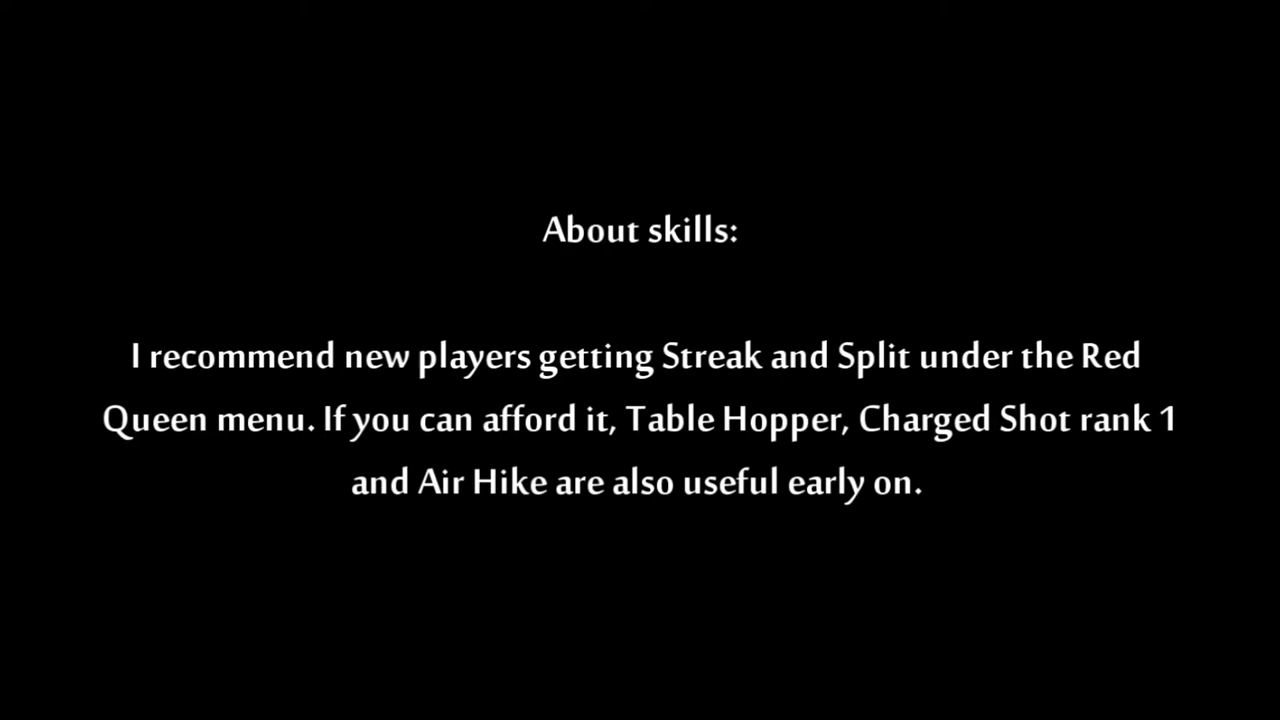 About skills:
I recommend new players getting Streak and Split under the Red
Queen menu. If you can afford it, Table Hopper, Charged Shot rank 1
and Air Hike are also useful early on.